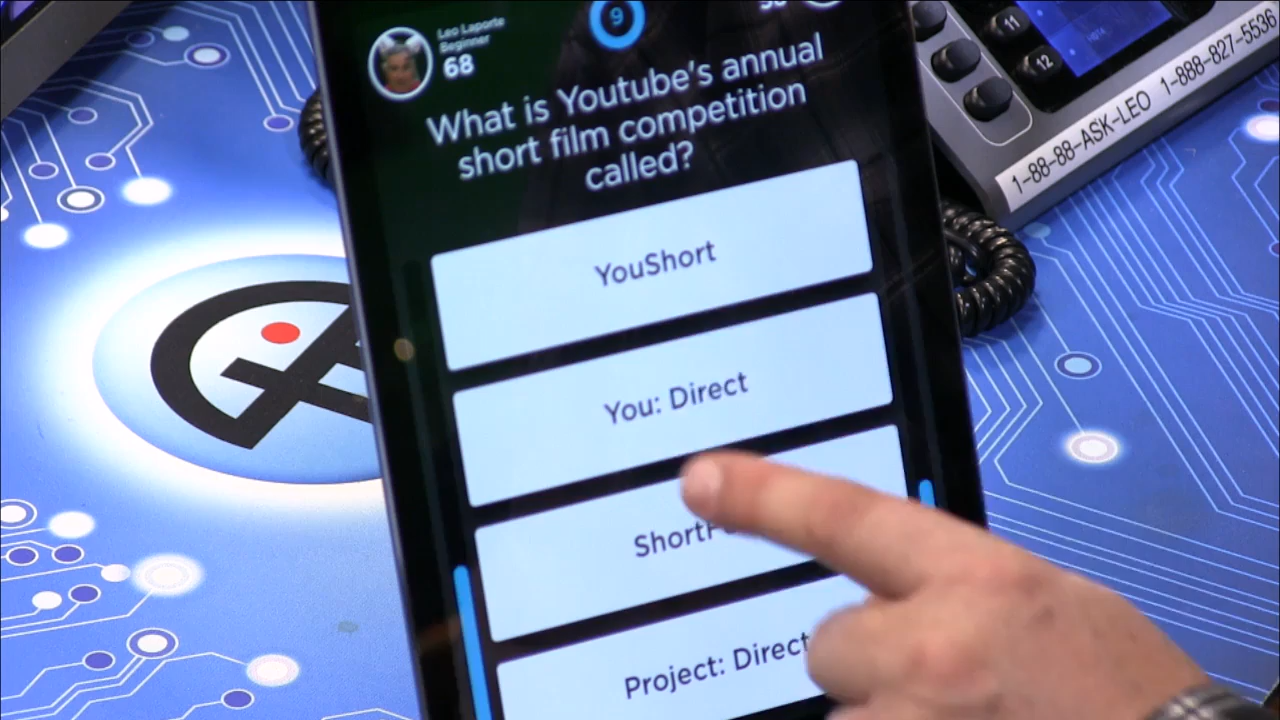 Leo Laporte
Beginner
68
9
What is Youtube's annual
short film competition
called?
YouShort
You: Direct
Project: Direct
11
12
1-88-88-ASK-LEO 1-888-827-5536